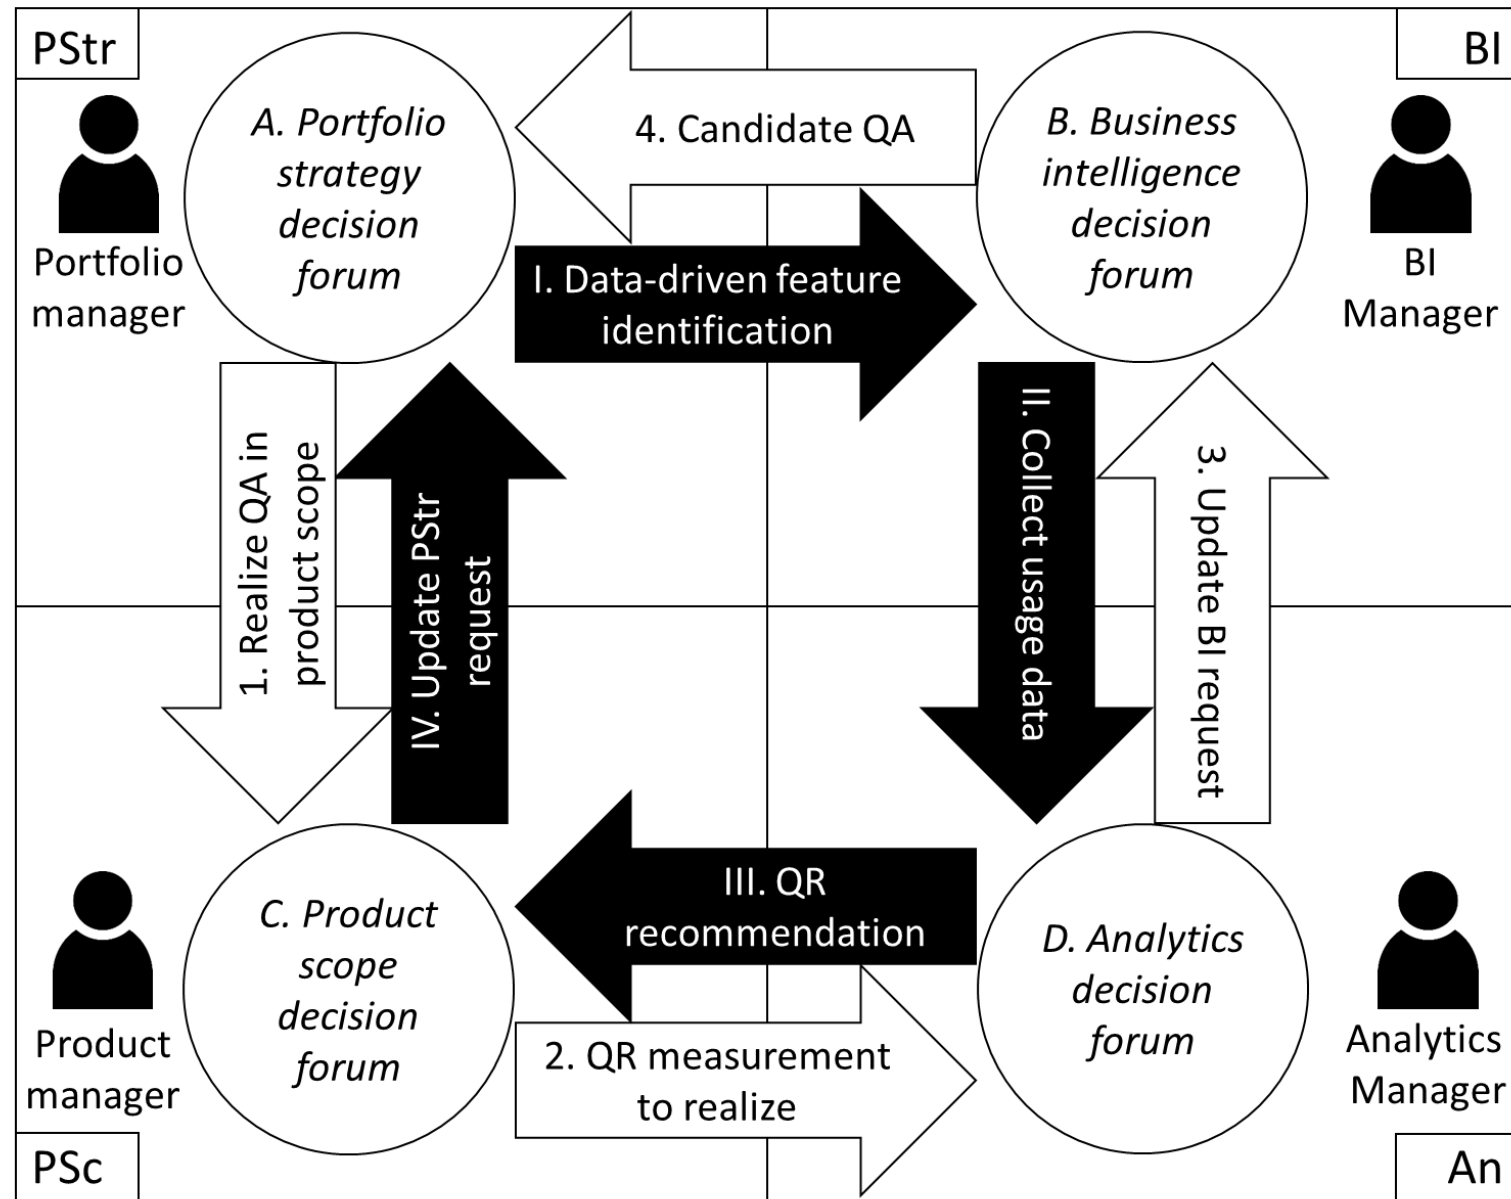 PStr
BI
A. Portfolio
strategy
decision
forum
Portfolio
manager
4. Candidate QA
I. Data-driven feature
identification
B. Business
intelligence
decision
forum
BI
Manager
1. Realize QA in
product scope
IV. Update PStr
request
II. Collect usage data
3. Update BI request
C. Product
scope
decision
forum
Product
manager
III. QR
recommendation
2. QR measurement
to realize
D. Analytics
decision
forum
Analytics
Manager
PSc
An